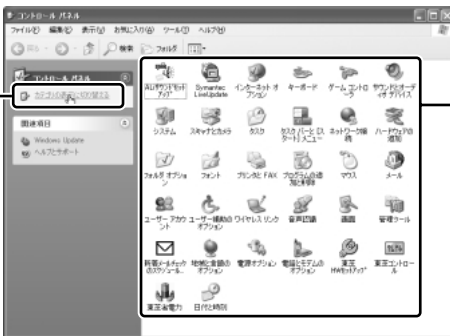 コントロール パネル
ファイル(F) 編集(E) 表示(V) お気に入り(A) ツール(T) ヘルプ(H)
戻る 検索 フォルダ
コントロール パネル
カテゴリの表示に切り替える
関連項目
Windows Update
ヘルプとサポート
Symantec LiveUpdate
インターネット オプション
キーボード
ゲーム コントローラ
サウンドとオーディオ デバイス
システム
スキャナとカメラ
タスク
タスク バーと [スタート] メニュー
ネットワーク接続
ハードウェアの追加
フォルダ オプション
フォント
プリンタと FAX
プログラムの追加と削除
マウス
メール
ユーザー アカウント
ユーザー補助のオプション
ワイヤレス リンク
音声認識
画面
管理ツール
新着メールチェックのスケジュール...
地域と言語のオプション
電源オプション
電話とモデムのオプション
東芝HWセットアップ
東芝コントロール
東芝省電力
日付と時刻